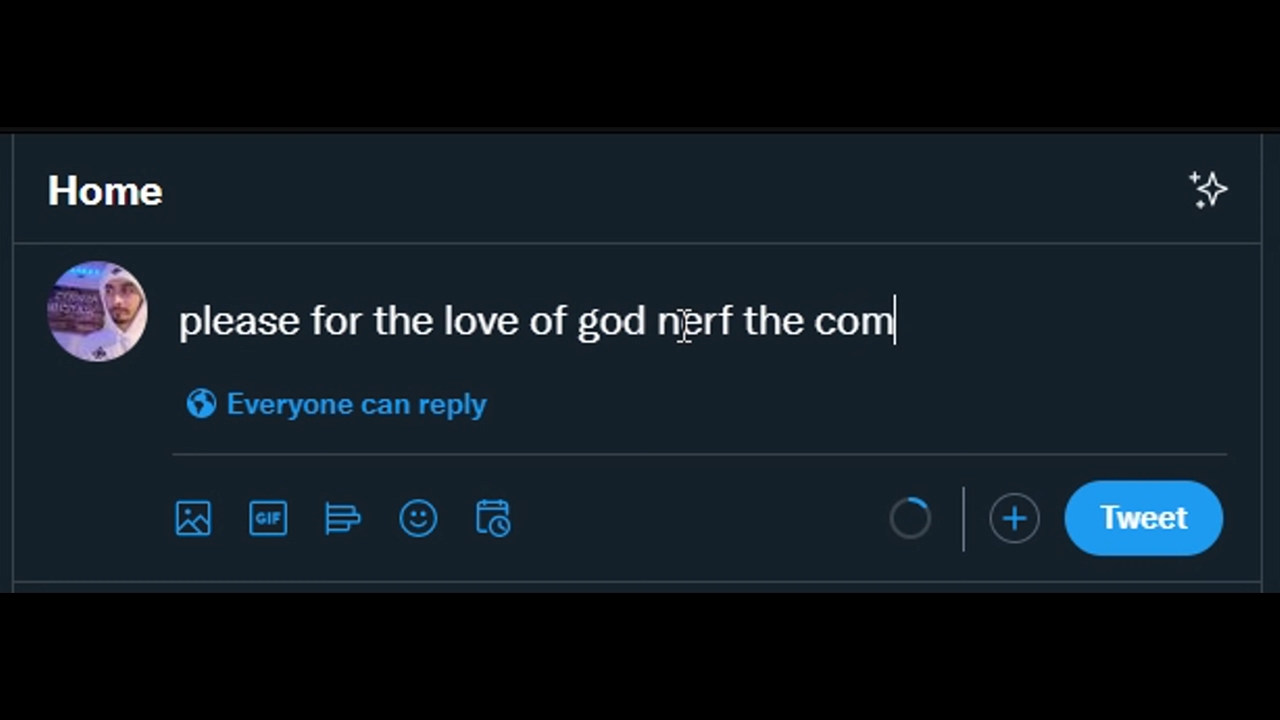 Home
please for the love of god nerf the com
Everyone can reply
GIF
Tweet